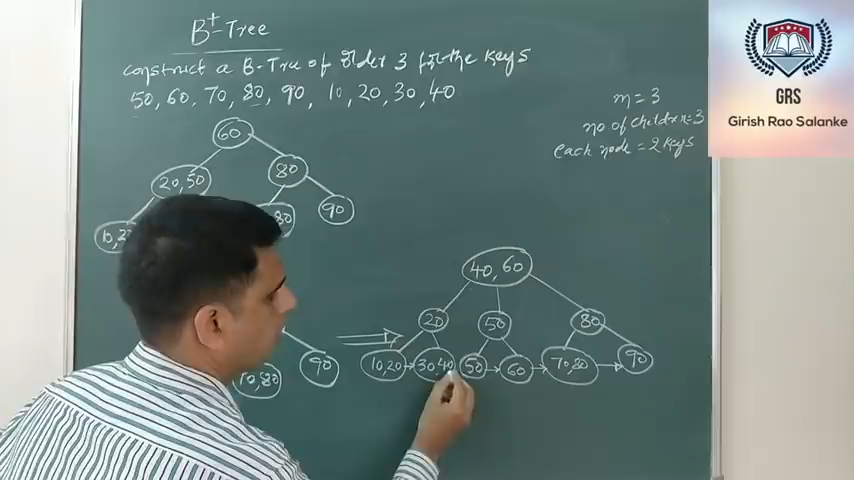 B+-Tree
construct a B-Tree of order 3 for the keys
50, 60, 70, 80, 90, 10, 20, 30, 40
m = 3
no of children = 3
each node = 2 keys
GRS
Girish Rao Salanke
60
20,50
80
80
90
40,60
20
50
80
10,20
30,40
50
60
70,80
90
90